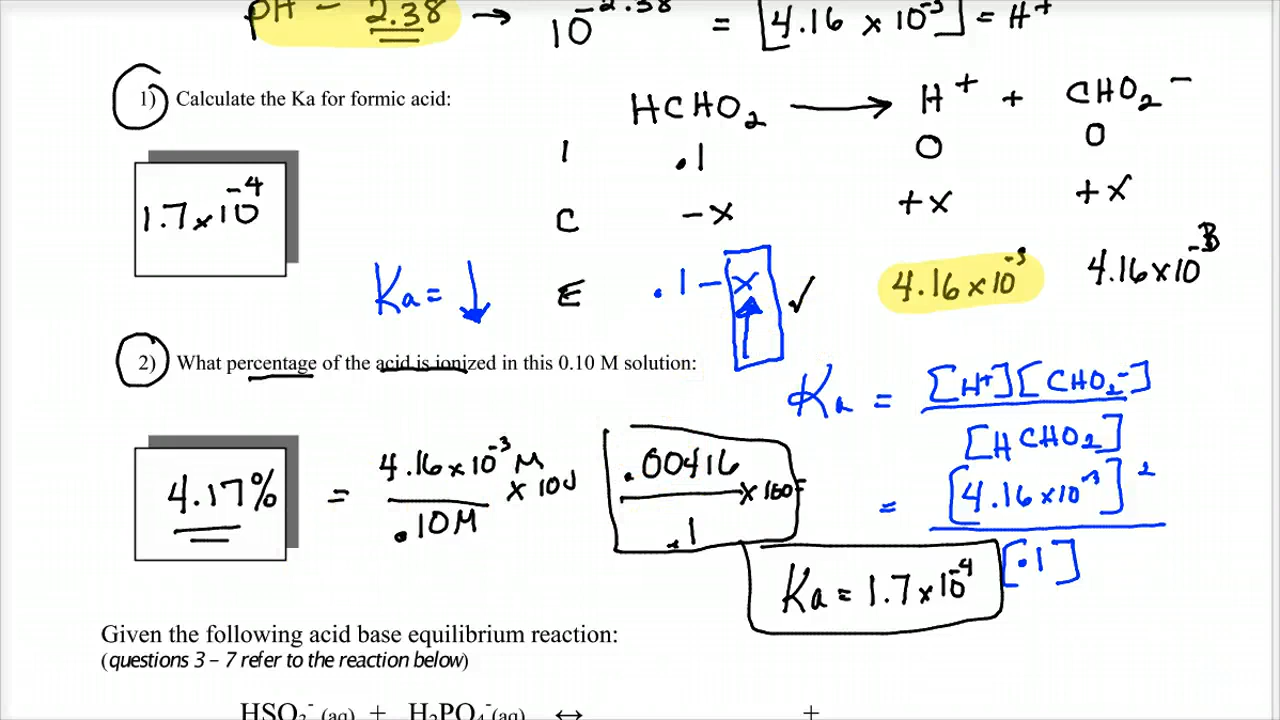 pH - 2.38 → 10^-2.38 = [4.16 x 10^-3] = H+
1) Calculate the Ka for formic acid:
HCHO2 → H+ + CHO2-
I .1 0 0
C -x +x +x
E .1 - x ✓ 4.16x10^-3 4.16x10^-3
1.7x10^-4
Ka = ↓
2) What percentage of the acid is ionized in this 0.10 M solution:
Ka = [H+][CHO2-]
[HCHO2]
= [4.16x10^-3]^2
[.1]
4.17% = 4.16x10^-3 M x 100
.10M
.00416 x 100 =
.1
Ka = 1.7x10^-4
Given the following acid base equilibrium reaction:
(questions 3 – 7 refer to the reaction below)
HSO3- (aq) + H2PO4- (aq) ↔ +